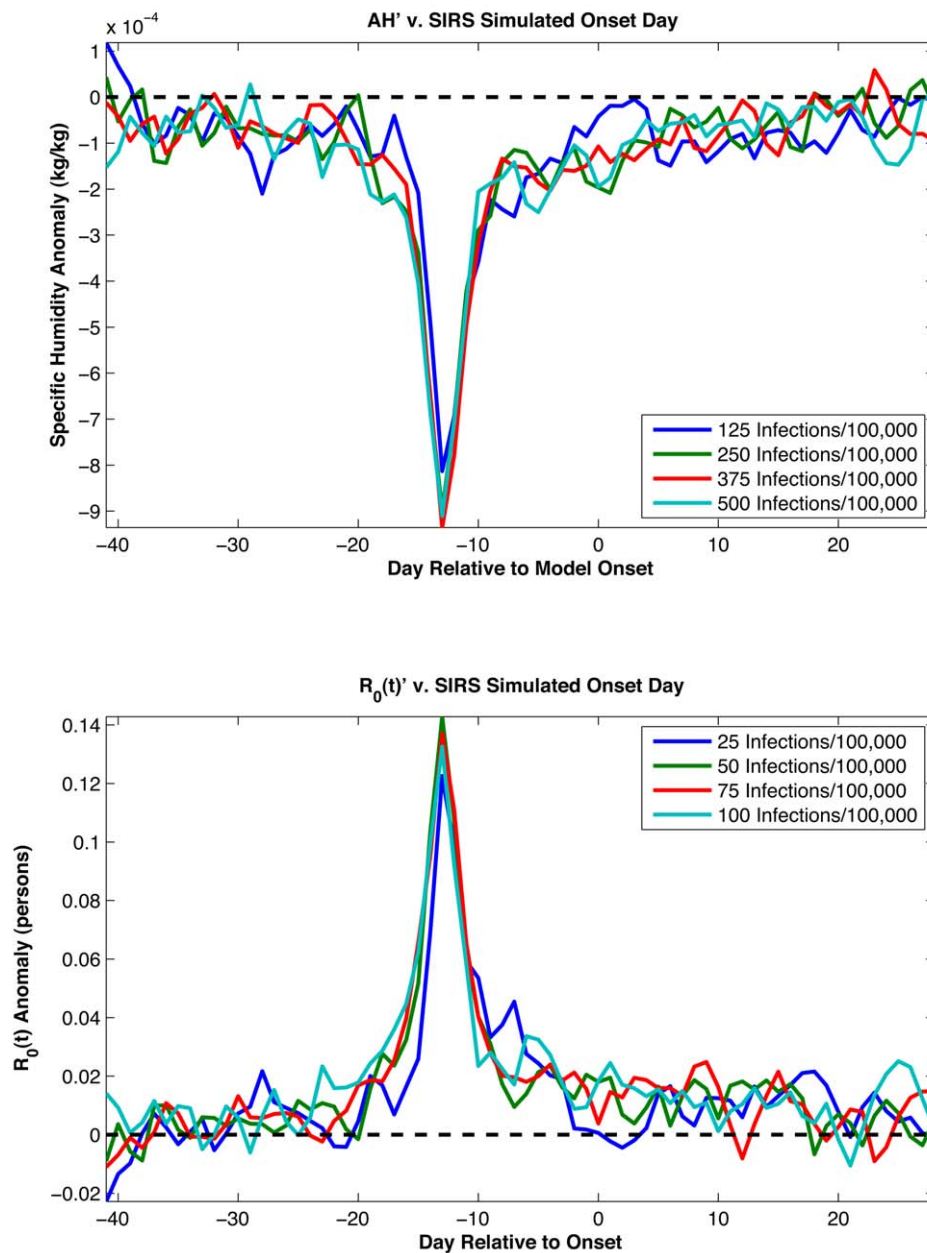 AH' v. SIRS Simulated Onset Day
x 10⁻⁴
1
0
−1
−2
−3
−4
−5
−6
−7
−8
−9
Specific Humidity Anomaly (kg/kg)
125 Infections/100,000
250 Infections/100,000
375 Infections/100,000
500 Infections/100,000
−40 −30 −20 −10 0 10 20
Day Relative to Model Onset
R₀(t)' v. SIRS Simulated Onset Day
0.14
0.12
0.1
0.08
0.06
0.04
0.02
0
−0.02
R₀(t) Anomaly (persons)
25 Infections/100,000
50 Infections/100,000
75 Infections/100,000
100 Infections/100,000
−40 −30 −20 −10 0 10 20
Day Relative to Onset